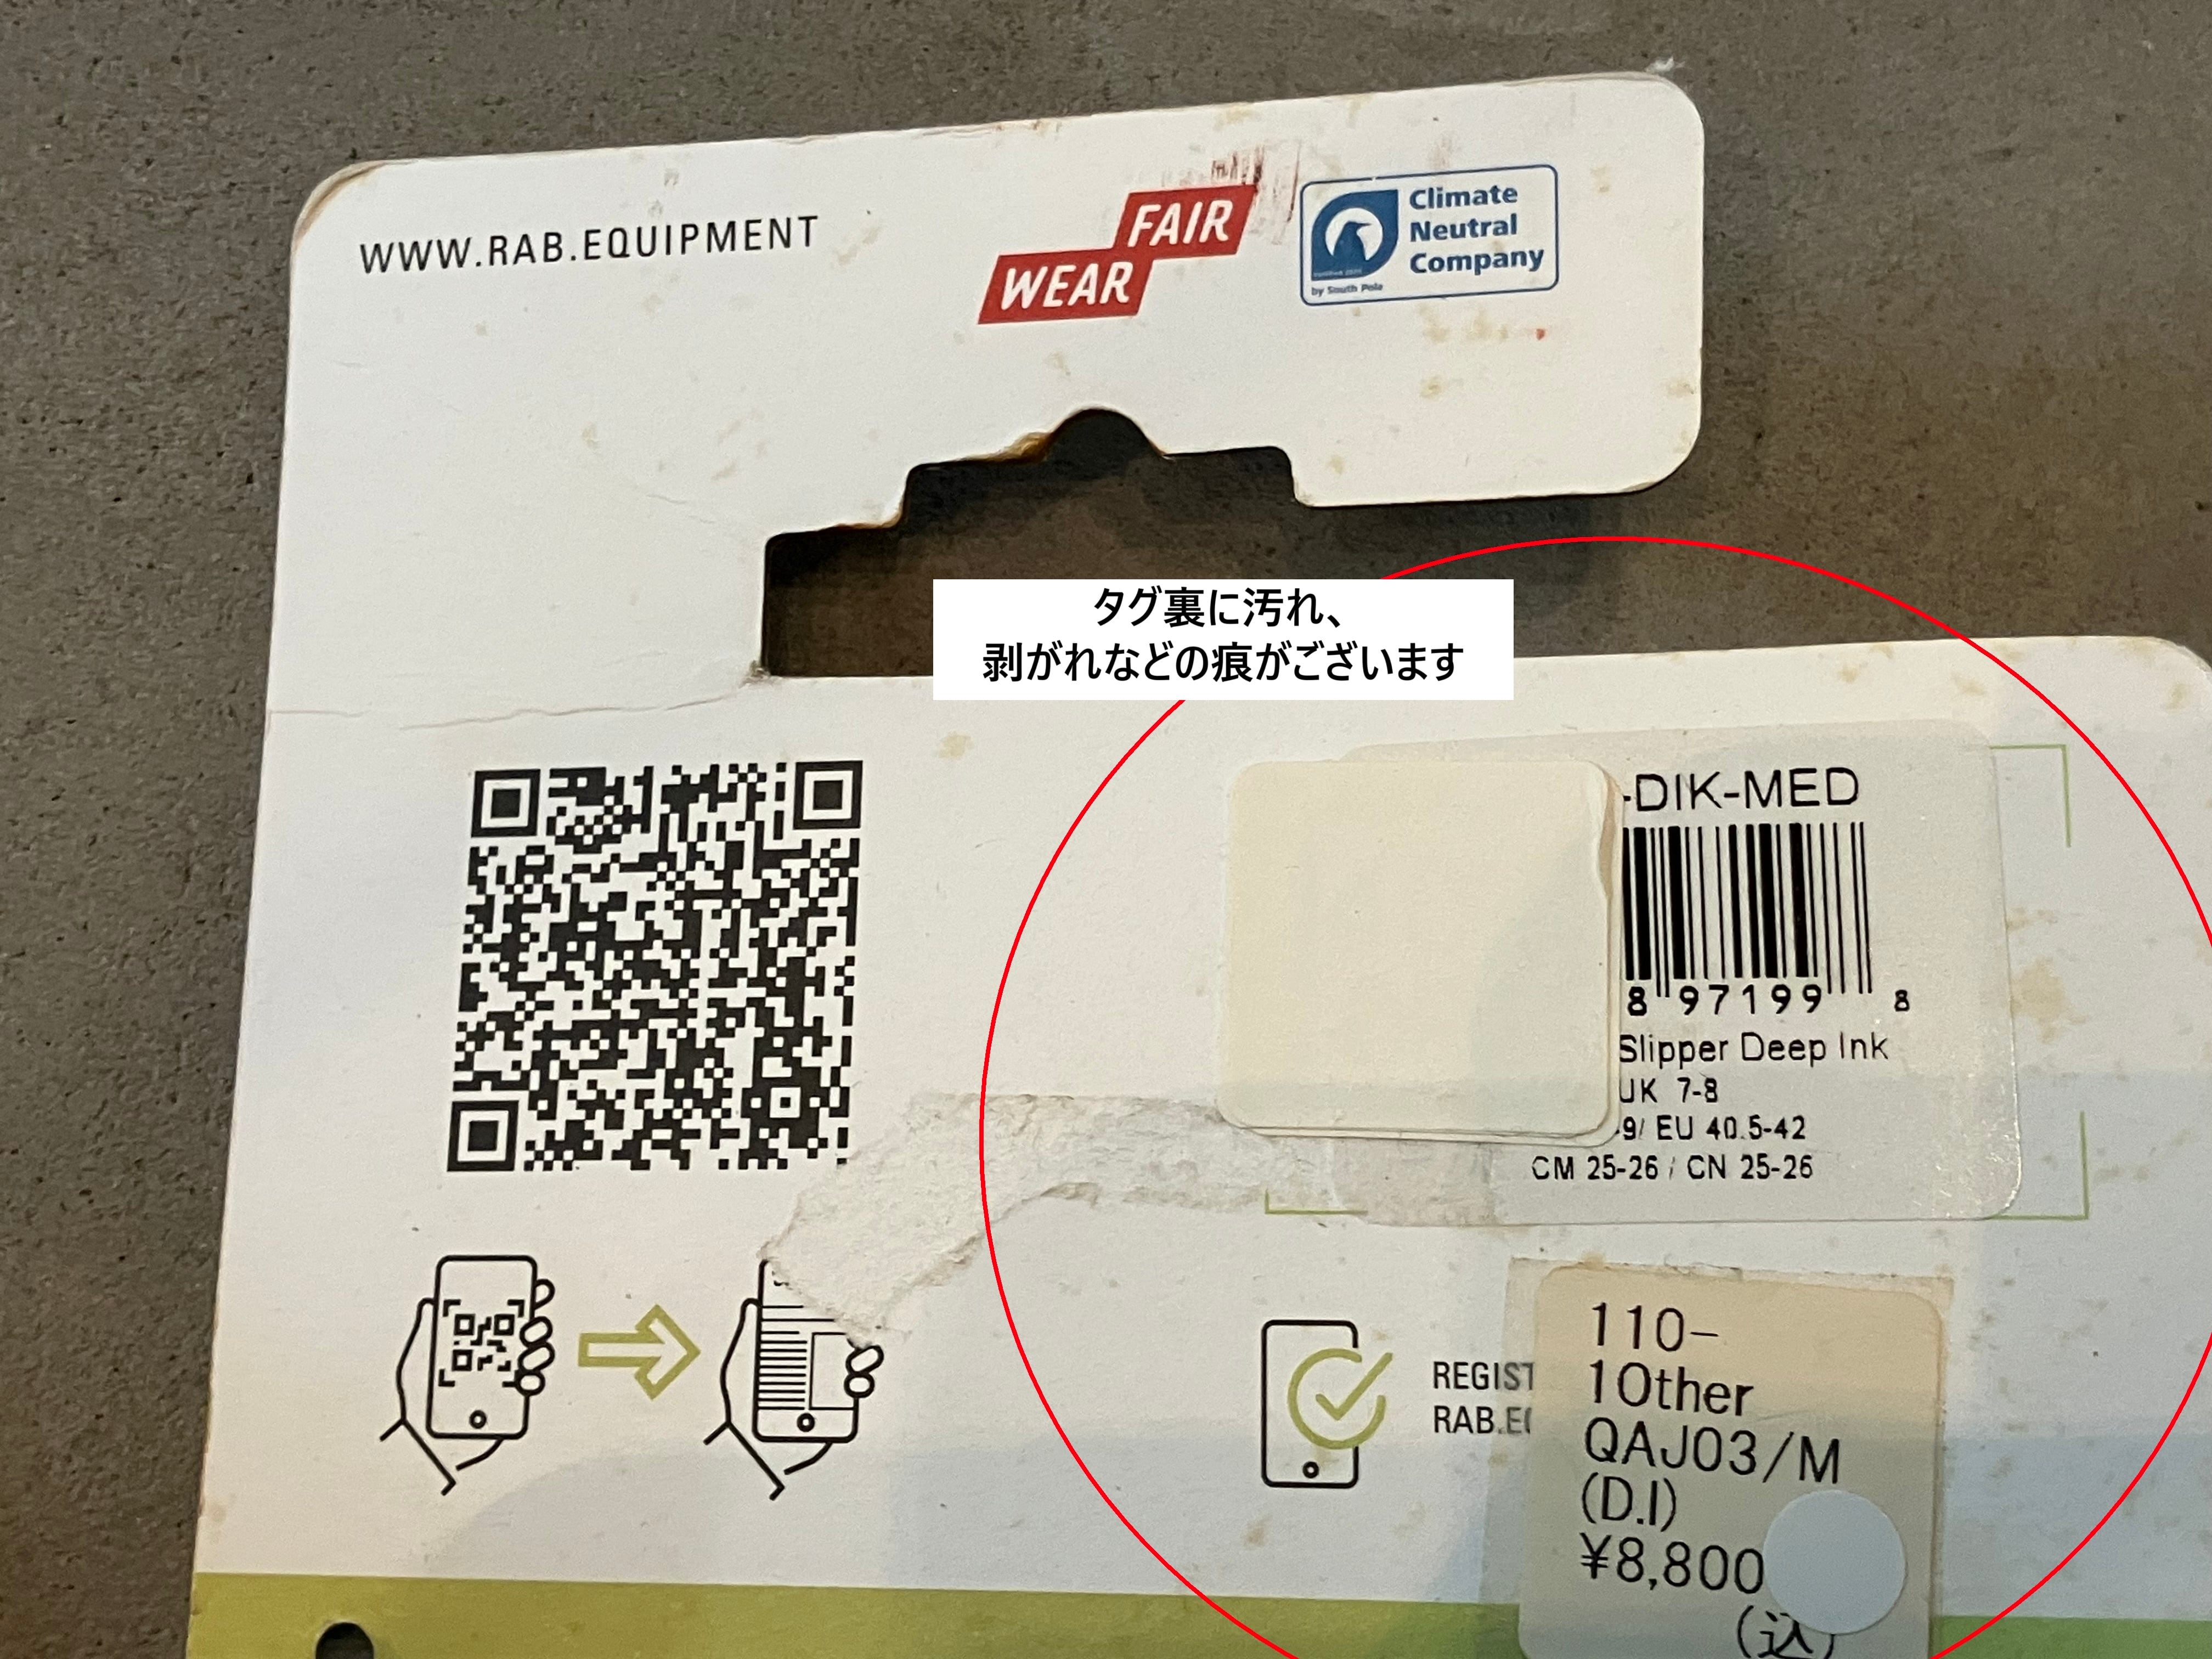 WWW.RAB.EQUIPMENT
FAIR
WEAR
Climate
Neutral
Company
by South Pole
タグ裏に汚れ、
剥がれなどの痕がございます
-DIK-MED
8 97199 8
Slipper Deep Ink
UK 7-8
9/ EU 40.5-42
CM 25-26 / CN 25-26
REGIST
RAB.E
110-
1Other
QAJ03/M
(D.I)
¥8,800
(込)